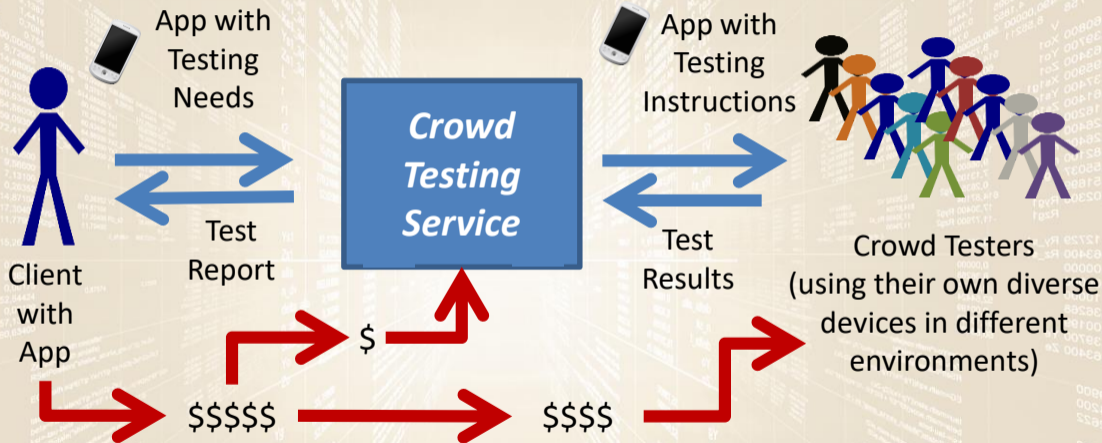 App with
Testing
Needs
App with
Testing
Instructions
Crowd
Testing
Service
Test
Report
Test
Results
Client
with
App
Crowd Testers
(using their own diverse
devices in different
environments)
$
$$$$$
$$$$